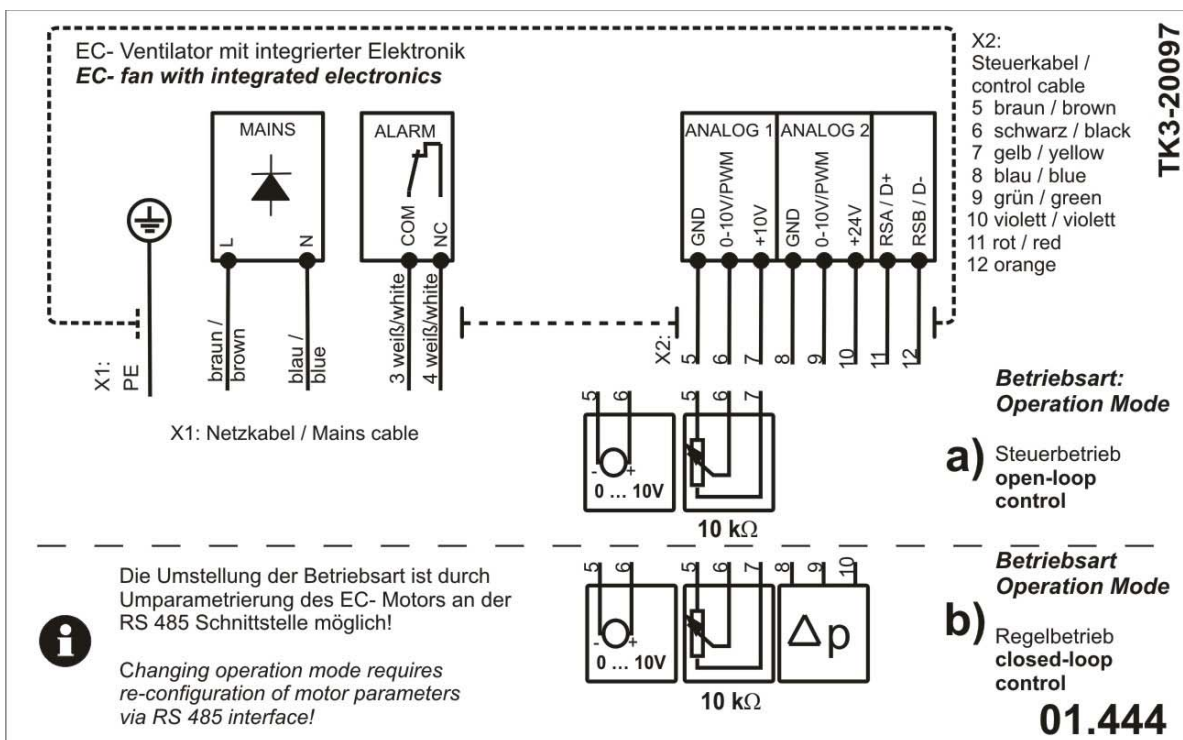 EC- Ventilator mit integrierter Elektronik
EC- fan with integrated electronics
MAINS
L
N
ALARM
COM
NC
ANALOG 1
GND
0-10V/PWM
+10V
ANALOG 2
GND
0-10V/PWM
+24V
RSA / D+
RSB / D-
X2:
Steuerkabel /
control cable
5 braun / brown
6 schwarz / black
7 gelb / yellow
8 blau / blue
9 grün / green
10 violett / violett
11 rot / red
12 orange
TK3-20097
X1:
PE
braun /
brown
blau /
blue
3 weiß/white
4 weiß/white
X2:
5
6
7
8
9
10
11
12
X1: Netzkabel / Mains cable
5
6
- +
0 ... 10V
5
6
7
10 kΩ
Betriebsart:
Operation Mode
a)
Steuerbetrieb
open-loop
control
Die Umstellung der Betriebsart ist durch
Umparametrierung des EC- Motors an der
RS 485 Schnittstelle möglich!
i
Changing operation mode requires
re-configuration of motor parameters
via RS 485 interface!
5
6
- +
0 ... 10V
5
6
7
10 kΩ
8
9
10
Δp
Betriebsart
Operation Mode
b)
Regelbetrieb
closed-loop
control
01.444